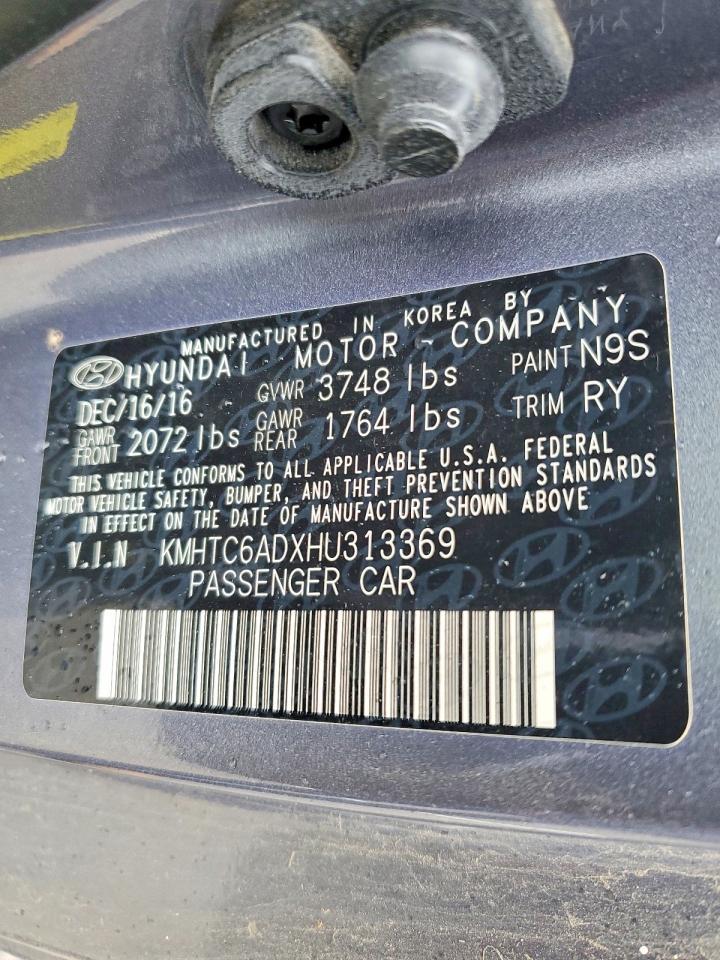 MANUFACTURED IN KOREA BY
HYUNDAI MOTOR COMPANY
DEC/16/16 GVWR 3748 lbs PAINT N9S
GAWR FRONT 2072 lbs GAWR REAR 1764 lbs TRIM RY
THIS VEHICLE CONFORMS TO ALL APPLICABLE U.S.A. FEDERAL
MOTOR VEHICLE SAFETY, BUMPER, AND THEFT PREVENTION STANDARDS
IN EFFECT ON THE DATE OF MANUFACTURE SHOWN ABOVE
V.I.N KMHTC6ADXHU313369
PASSENGER CAR